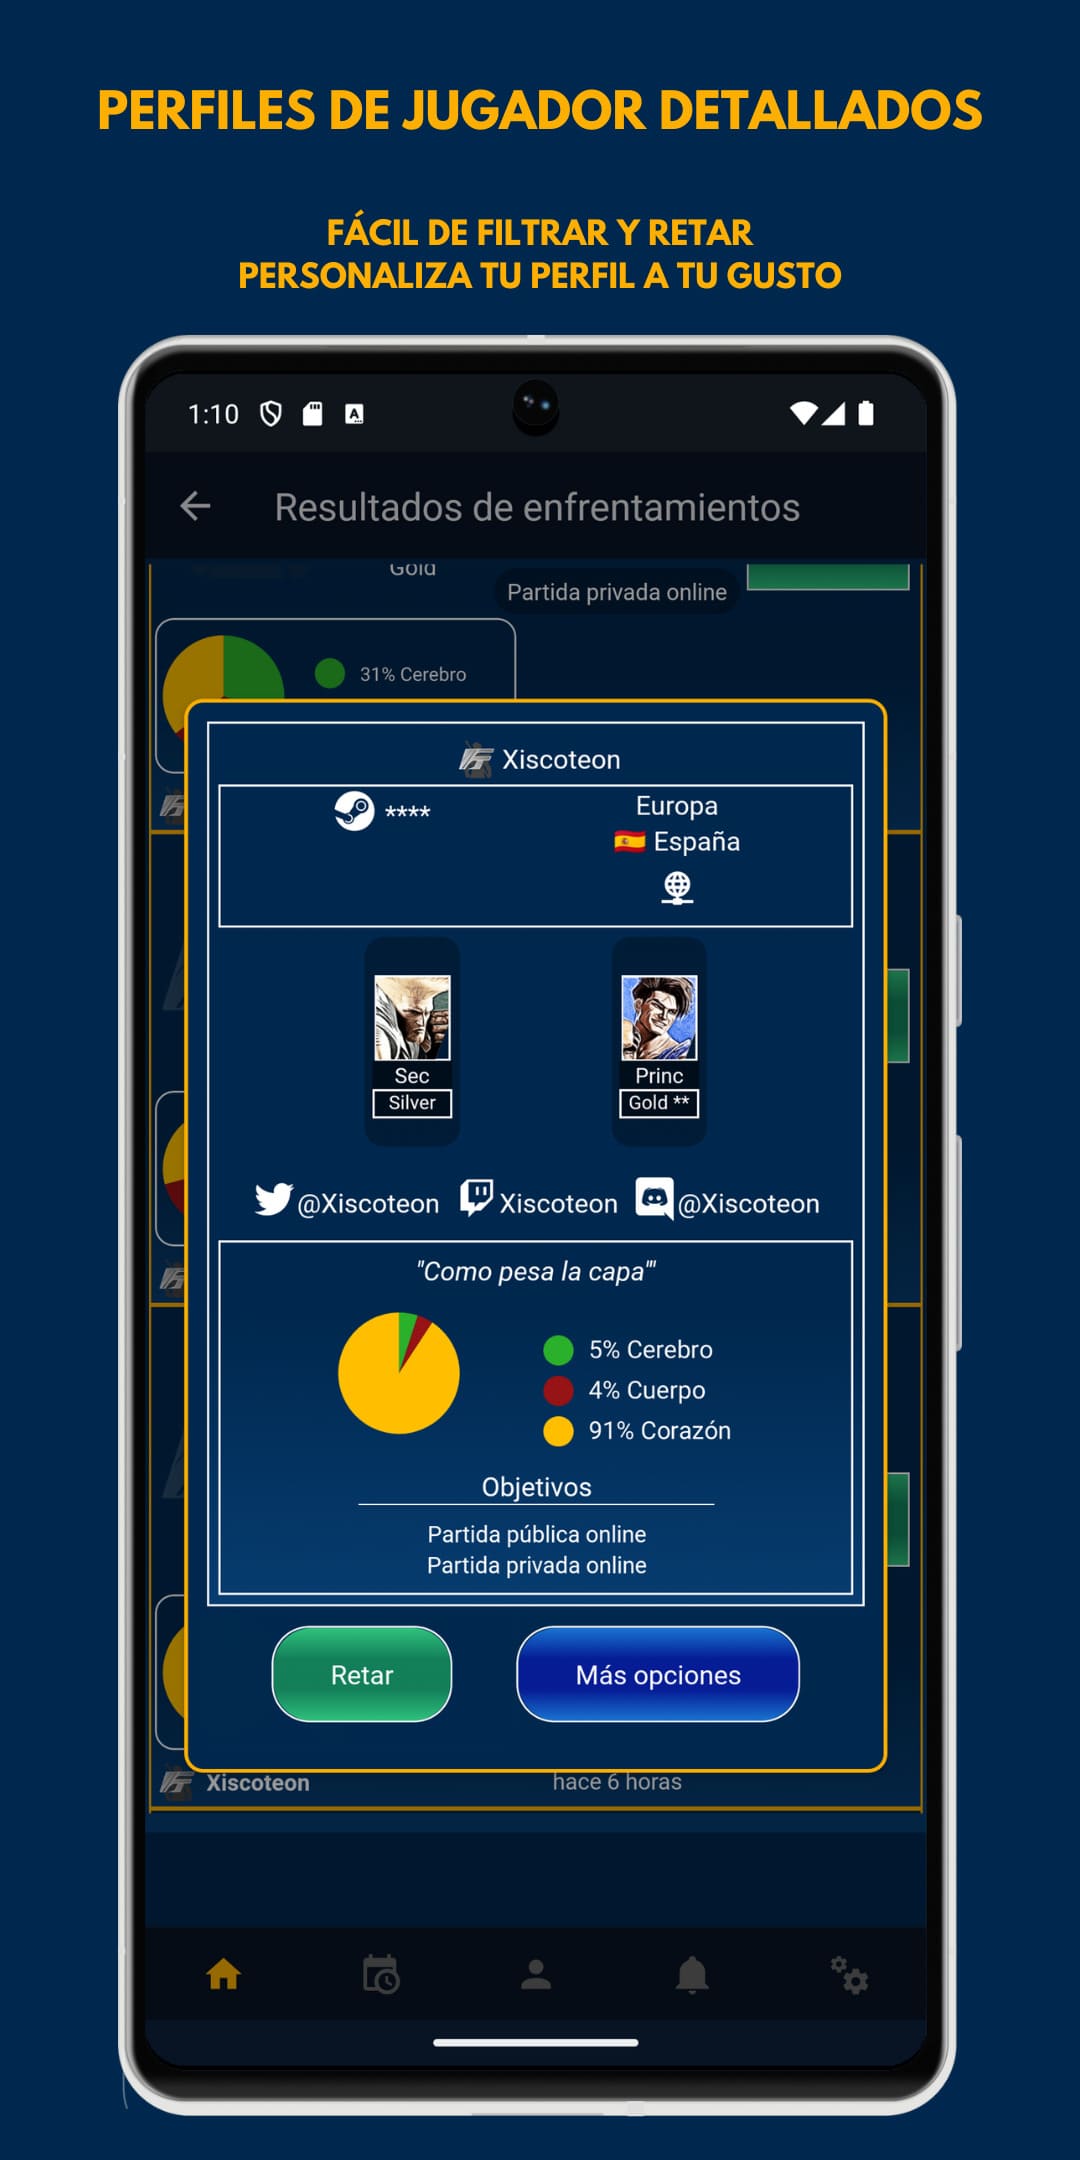 PERFILES DE JUGADOR DETALLADOS
FÁCIL DE FILTRAR Y RETAR
PERSONALIZA TU PERFIL A TU GUSTO
1:10
Resultados de enfrentamientos
Gold
Partida privada online
31% Cerebro
Xiscoteon
****
Europa
España
Sec
Silver
Princ
Gold **
@Xiscoteon
Xiscoteon
@Xiscoteon
"Como pesa la capa'"
5% Cerebro
4% Cuerpo
91% Corazón
Objetivos
Partida pública online
Partida privada online
Retar
Más opciones
Xiscoteon
hace 6 horas